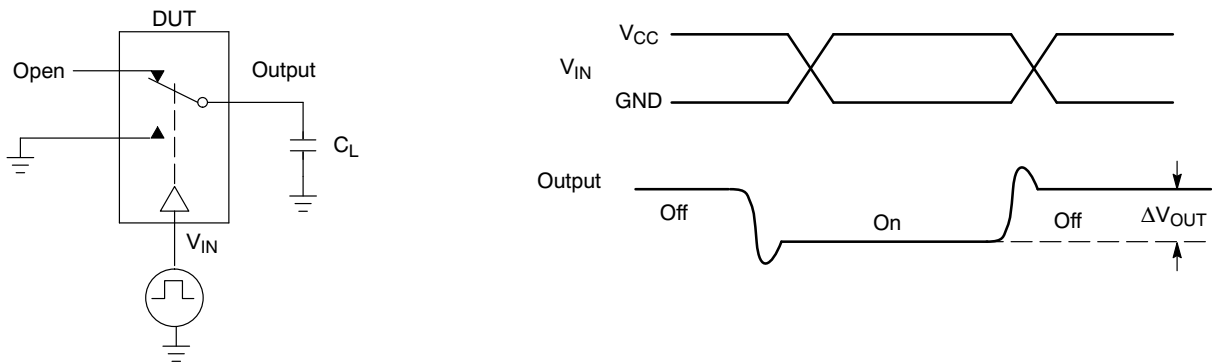 DUT
Open
Output
C_L
V_IN
V_CC
V_IN
GND
Output
Off
On
Off
ΔV_OUT